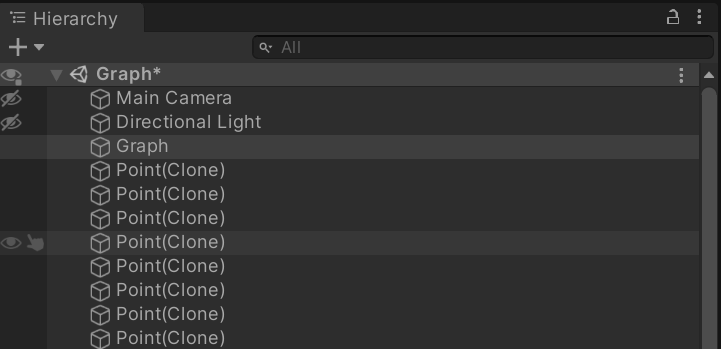 Hierarchy
All
Graph*
Main Camera
Directional Light
Graph
Point(Clone)
Point(Clone)
Point(Clone)
Point(Clone)
Point(Clone)
Point(Clone)
Point(Clone)
Point(Clone)